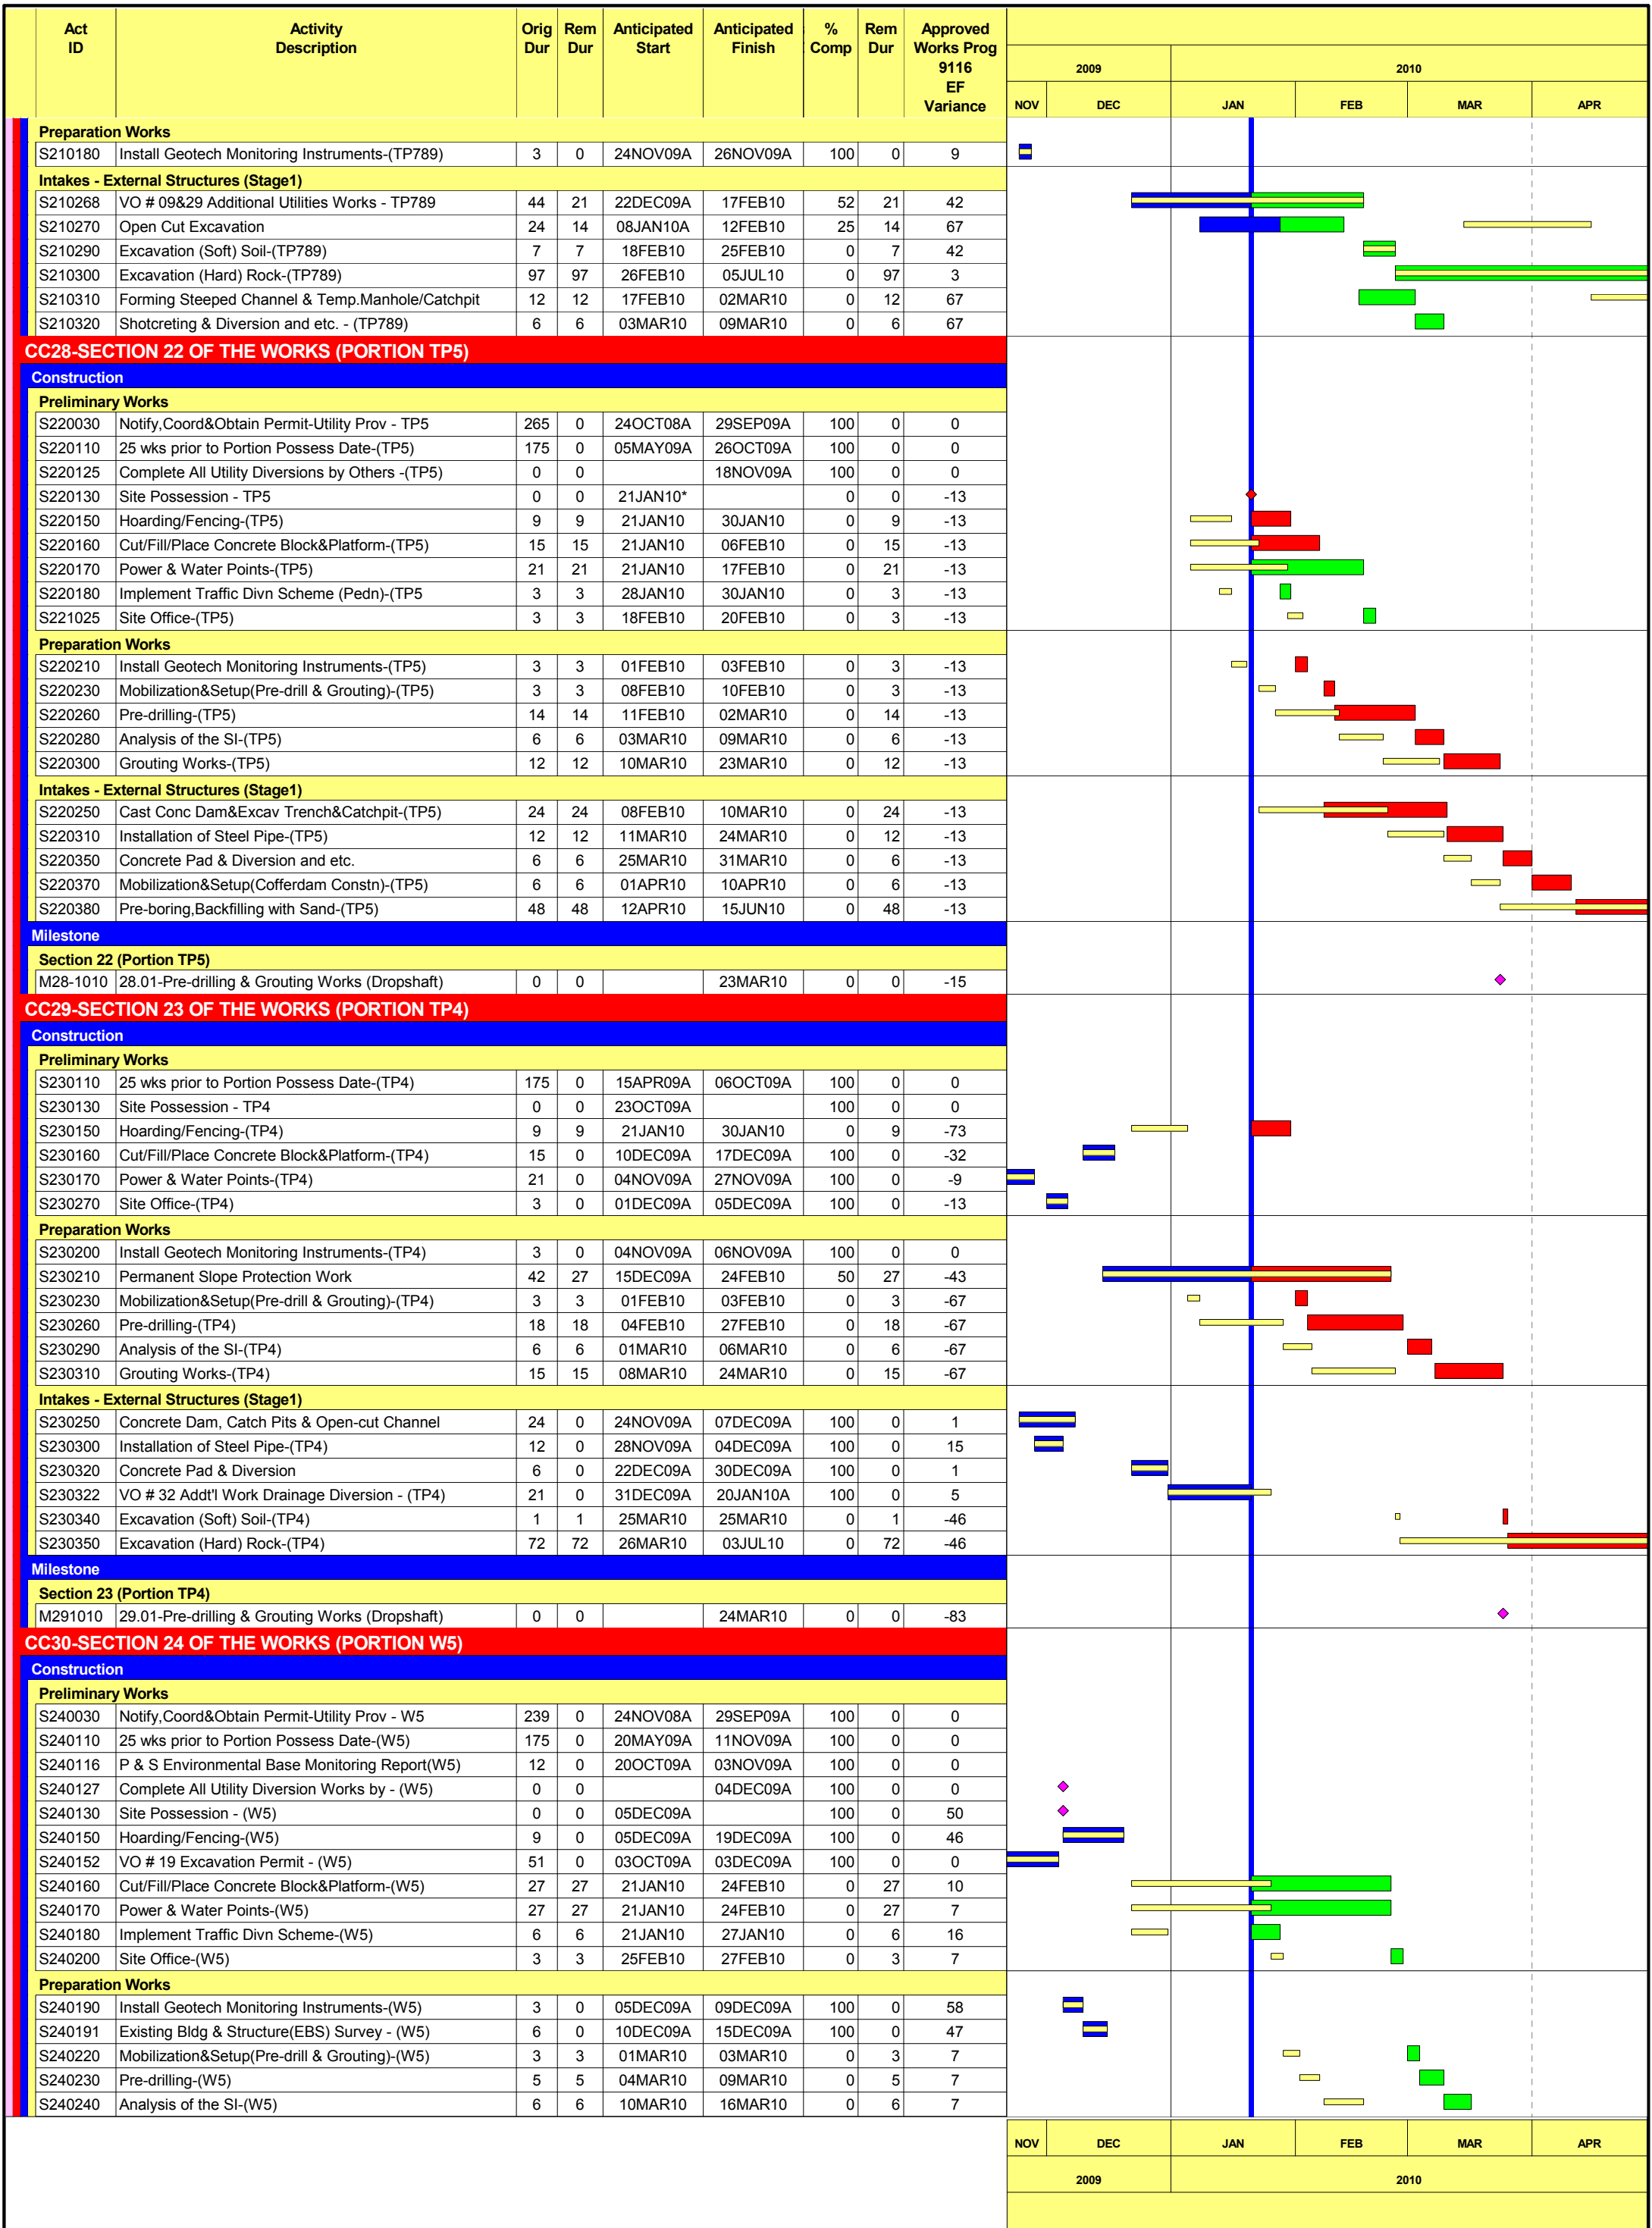 Act ID Activity Description Orig Dur Rem Dur Anticipated Start Anticipated Finish % Comp Rem Dur Approved Works Prog 9116 EF Variance
2009 2010
NOV DEC JAN FEB MAR APR
Preparation Works
S210180 Install Geotech Monitoring Instruments-(TP789) 3 0 24NOV09A 26NOV09A 100 0 9
Intakes - External Structures (Stage1)
S210268 VO # 09&29 Additional Utilities Works - TP789 44 21 22DEC09A 17FEB10 52 21 42
S210270 Open Cut Excavation 24 14 08JAN10A 12FEB10 25 14 67
S210290 Excavation (Soft) Soil-(TP789) 7 7 18FEB10 25FEB10 0 7 42
S210300 Excavation (Hard) Rock-(TP789) 97 97 26FEB10 05JUL10 0 97 3
S210310 Forming Steeped Channel & Temp.Manhole/Catchpit 12 12 17FEB10 02MAR10 0 12 67
S210320 Shotcreting & Diversion and etc. - (TP789) 6 6 03MAR10 09MAR10 0 6 67
CC28-SECTION 22 OF THE WORKS (PORTION TP5)
Construction
Preliminary Works
S220030 Notify,Coord&Obtain Permit-Utility Prov - TP5 265 0 24OCT08A 29SEP09A 100 0 0
S220110 25 wks prior to Portion Possess Date-(TP5) 175 0 05MAY09A 26OCT09A 100 0 0
S220125 Complete All Utility Diversions by Others -(TP5) 0 0 18NOV09A 100 0 0
S220130 Site Possession - TP5 0 0 21JAN10* 0 0 -13
S220150 Hoarding/Fencing-(TP5) 9 9 21JAN10 30JAN10 0 9 -13
S220160 Cut/Fill/Place Concrete Block&Platform-(TP5) 15 15 21JAN10 06FEB10 0 15 -13
S220170 Power & Water Points-(TP5) 21 21 21JAN10 17FEB10 0 21 -13
S220180 Implement Traffic Divn Scheme (Pedn)-(TP5 3 3 28JAN10 30JAN10 0 3 -13
S221025 Site Office-(TP5) 3 3 18FEB10 20FEB10 0 3 -13
Preparation Works
S220210 Install Geotech Monitoring Instruments-(TP5) 3 3 01FEB10 03FEB10 0 3 -13
S220230 Mobilization&Setup(Pre-drill & Grouting)-(TP5) 3 3 08FEB10 10FEB10 0 3 -13
S220260 Pre-drilling-(TP5) 14 14 11FEB10 02MAR10 0 14 -13
S220280 Analysis of the SI-(TP5) 6 6 03MAR10 09MAR10 0 6 -13
S220300 Grouting Works-(TP5) 12 12 10MAR10 23MAR10 0 12 -13
Intakes - External Structures (Stage1)
S220250 Cast Conc Dam&Excav Trench&Catchpit-(TP5) 24 24 08FEB10 10MAR10 0 24 -13
S220310 Installation of Steel Pipe-(TP5) 12 12 11MAR10 24MAR10 0 12 -13
S220350 Concrete Pad & Diversion and etc. 6 6 25MAR10 31MAR10 0 6 -13
S220370 Mobilization&Setup(Cofferdam Constn)-(TP5) 6 6 01APR10 10APR10 0 6 -13
S220380 Pre-boring,Backfilling with Sand-(TP5) 48 48 12APR10 15JUN10 0 48 -13
Milestone
Section 22 (Portion TP5)
M28-1010 28.01-Pre-drilling & Grouting Works (Dropshaft) 0 0 23MAR10 0 0 -15
CC29-SECTION 23 OF THE WORKS (PORTION TP4)
Construction
Preliminary Works
S230110 25 wks prior to Portion Possess Date-(TP4) 175 0 15APR09A 06OCT09A 100 0 0
S230130 Site Possession - TP4 0 0 23OCT09A 100 0 0
S230150 Hoarding/Fencing-(TP4) 9 9 21JAN10 30JAN10 0 9 -73
S230160 Cut/Fill/Place Concrete Block&Platform-(TP4) 15 0 10DEC09A 17DEC09A 100 0 -32
S230170 Power & Water Points-(TP4) 21 0 04NOV09A 27NOV09A 100 0 -9
S230270 Site Office-(TP4) 3 0 01DEC09A 05DEC09A 100 0 -13
Preparation Works
S230200 Install Geotech Monitoring Instruments-(TP4) 3 0 04NOV09A 06NOV09A 100 0 0
S230210 Permanent Slope Protection Work 42 27 15DEC09A 24FEB10 50 27 -43
S230230 Mobilization&Setup(Pre-drill & Grouting)-(TP4) 3 3 01FEB10 03FEB10 0 3 -67
S230260 Pre-drilling-(TP4) 18 18 04FEB10 27FEB10 0 18 -67
S230290 Analysis of the SI-(TP4) 6 6 01MAR10 06MAR10 0 6 -67
S230310 Grouting Works-(TP4) 15 15 08MAR10 24MAR10 0 15 -67
Intakes - External Structures (Stage1)
S230250 Concrete Dam, Catch Pits & Open-cut Channel 24 0 24NOV09A 07DEC09A 100 0 1
S230300 Installation of Steel Pipe-(TP4) 12 0 28NOV09A 04DEC09A 100 0 15
S230320 Concrete Pad & Diversion 6 0 22DEC09A 30DEC09A 100 0 1
S230322 VO # 32 Addt'l Work Drainage Diversion - (TP4) 21 0 31DEC09A 20JAN10A 100 0 5
S230340 Excavation (Soft) Soil-(TP4) 1 1 25MAR10 25MAR10 0 1 -46
S230350 Excavation (Hard) Rock-(TP4) 72 72 26MAR10 03JUL10 0 72 -46
Milestone
Section 23 (Portion TP4)
M291010 29.01-Pre-drilling & Grouting Works (Dropshaft) 0 0 24MAR10 0 0 -83
CC30-SECTION 24 OF THE WORKS (PORTION W5)
Construction
Preliminary Works
S240030 Notify,Coord&Obtain Permit-Utility Prov - W5 239 0 24NOV08A 29SEP09A 100 0 0
S240110 25 wks prior to Portion Possess Date-(W5) 175 0 20MAY09A 11NOV09A 100 0 0
S240116 P & S Environmental Base Monitoring Report(W5) 12 0 20OCT09A 03NOV09A 100 0 0
S240127 Complete All Utility Diversion Works by - (W5) 0 0 04DEC09A 100 0 0
S240130 Site Possession - (W5) 0 0 05DEC09A 100 0 50
S240150 Hoarding/Fencing-(W5) 9 0 05DEC09A 19DEC09A 100 0 46
S240152 VO # 19 Excavation Permit - (W5) 51 0 03OCT09A 03DEC09A 100 0 0
S240160 Cut/Fill/Place Concrete Block&Platform-(W5) 27 27 21JAN10 24FEB10 0 27 10
S240170 Power & Water Points-(W5) 27 27 21JAN10 24FEB10 0 27 7
S240180 Implement Traffic Divn Scheme-(W5) 6 6 21JAN10 27JAN10 0 6 16
S240200 Site Office-(W5) 3 3 25FEB10 27FEB10 0 3 7
Preparation Works
S240190 Install Geotech Monitoring Instruments-(W5) 3 0 05DEC09A 09DEC09A 100 0 58
S240191 Existing Bldg & Structure(EBS) Survey - (W5) 6 0 10DEC09A 15DEC09A 100 0 47
S240220 Mobilization&Setup(Pre-drill & Grouting)-(W5) 3 3 01MAR10 03MAR10 0 3 7
S240230 Pre-drilling-(W5) 5 5 04MAR10 09MAR10 0 5 7
S240240 Analysis of the SI-(W5) 6 6 10MAR10 16MAR10 0 6 7
NOV DEC JAN FEB MAR APR
2009 2010